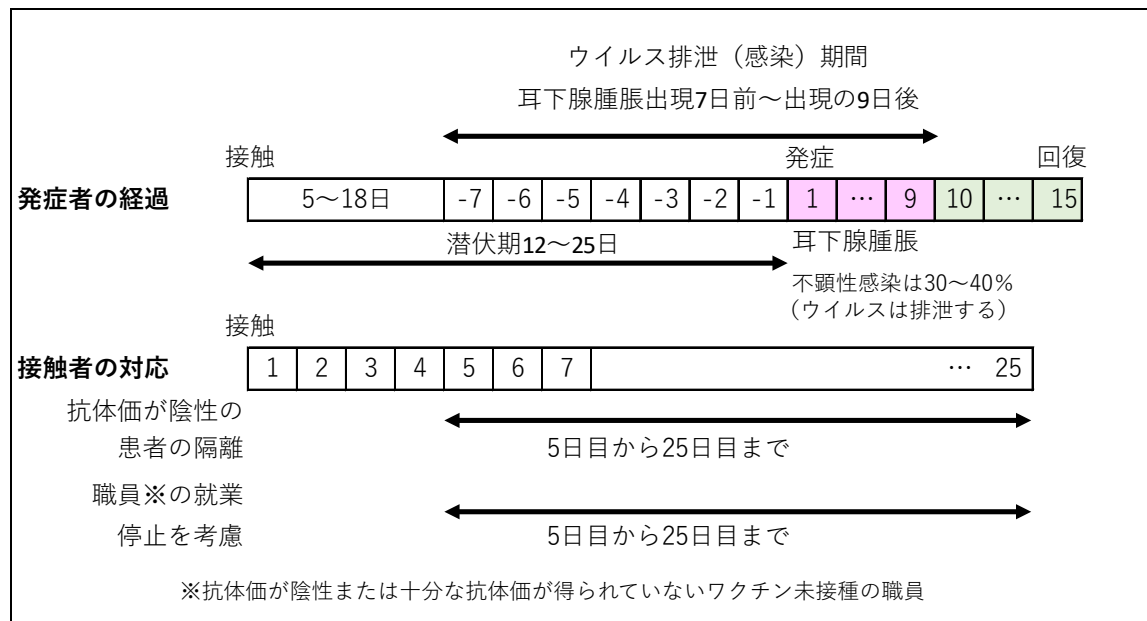 ウイルス排泄（感染）期間
耳下腺腫脹出現7日前～出現の9日後
接触 発症 回復
発症者の経過 5～18日 -7 -6 -5 -4 -3 -2 -1 1 … 9 10 … 15
潜伏期12～25日 耳下腺腫脹
不顕性感染は30～40％
（ウイルスは排泄する）
接触
接触者の対応 1 2 3 4 5 6 7 … 25
抗体価が陰性の
患者の隔離 5日目から25日目まで
職員※の就業
停止を考慮 5日目から25日目まで
※抗体価が陰性または十分な抗体価が得られていないワクチン未接種の職員